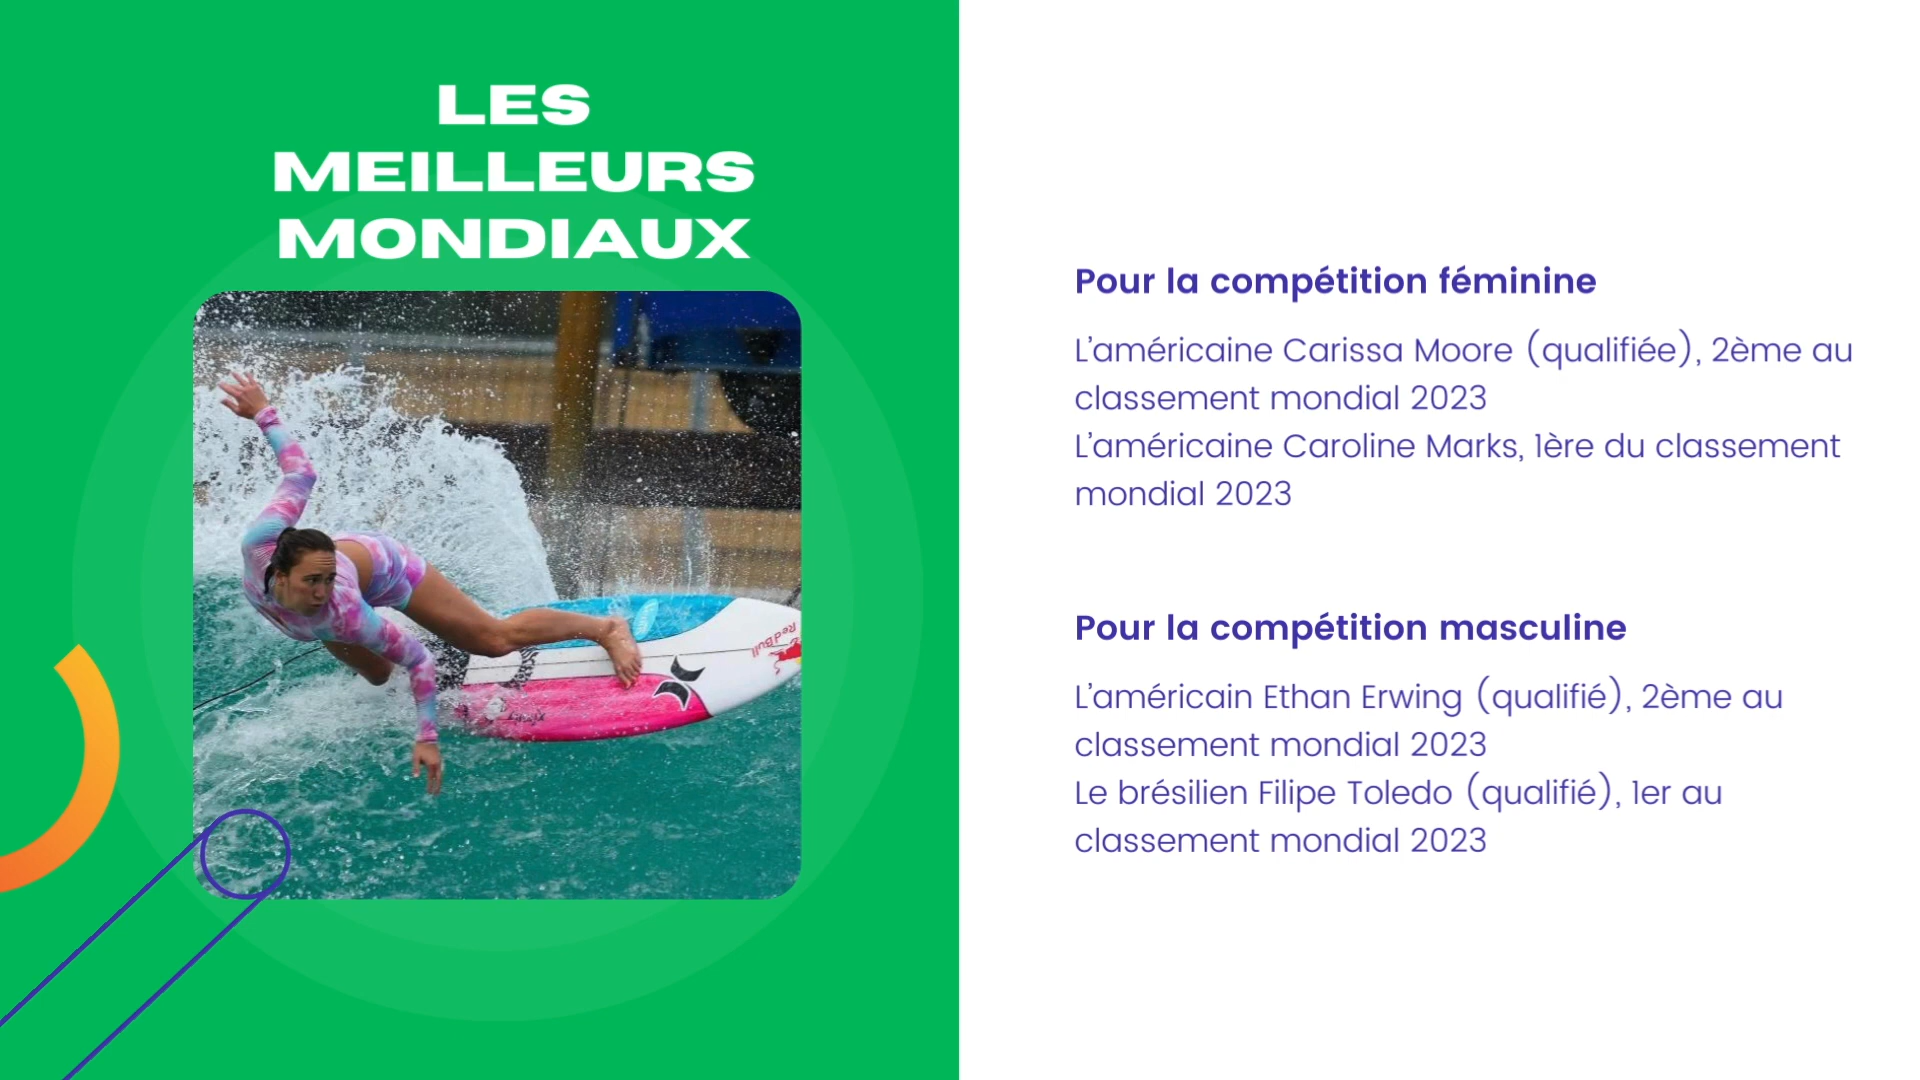 LES
MEILLEURS
MONDIAUX
Pour la compétition féminine
L'américaine Carissa Moore (qualifiée), 2ème au
classement mondial 2023
L'américaine Caroline Marks, 1ère du classement
mondial 2023
Pour la compétition masculine
L'américain Ethan Erwing (qualifié), 2ème au
classement mondial 2023
Le brésilien Filipe Toledo (qualifié), 1er au
classement mondial 2023
Red Bull